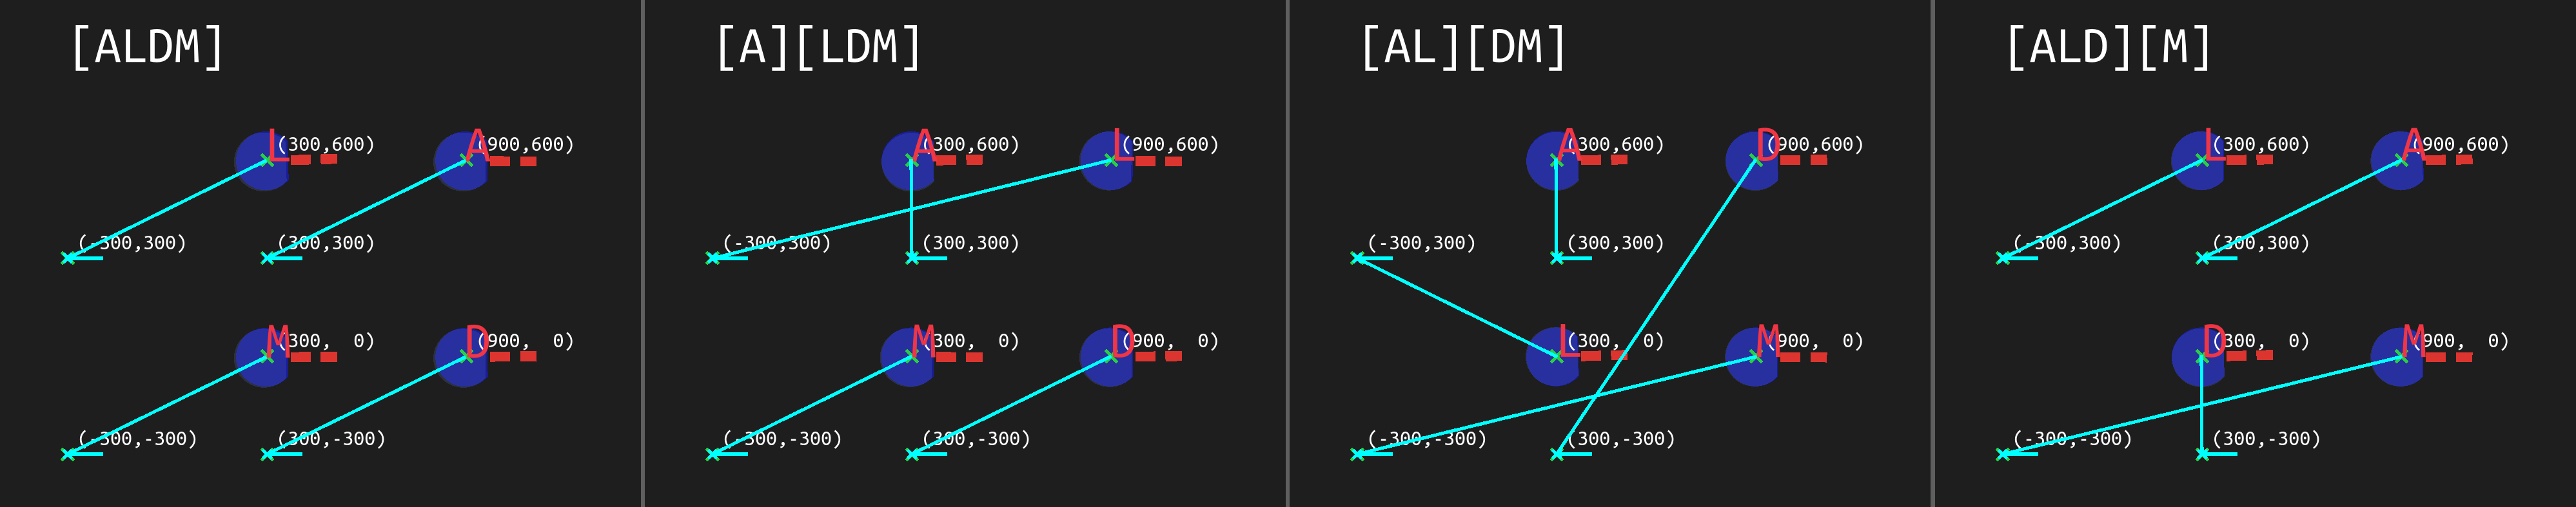 [ALDM]
L (300,600) A (900,600)
(-300,300) (300,300)
M (300,  0) D (900,  0)
(-300,-300) (300,-300)
[A][LDM]
A (300,600) L (900,600)
(-300,300) (300,300)
M (300,  0) D (900,  0)
(-300,-300) (300,-300)
[AL][DM]
A (300,600) D (900,600)
(-300,300) (300,300)
L (300,  0) M (900,  0)
(-300,-300) (300,-300)
[ALD][M]
L (300,600) A (900,600)
(-300,300) (300,300)
D (300,  0) M (900,  0)
(-300,-300) (300,-300)